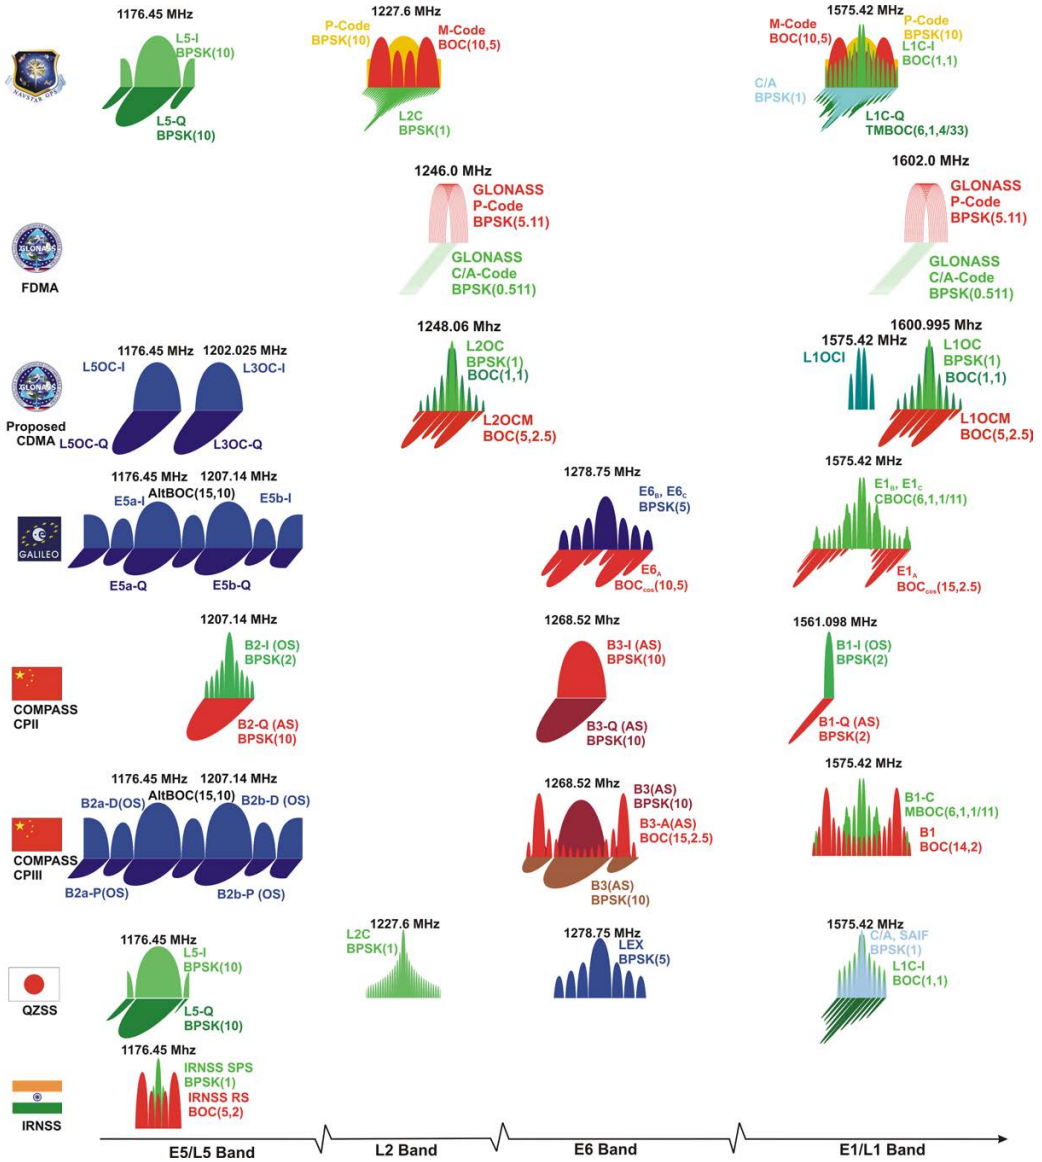 1176.45 MHz
L5-I
BPSK(10)
L5-Q
BPSK(10)
1227.6 MHz
P-Code
BPSK(10)
M-Code
BOC(10,5)
L2C
BPSK(1)
1575.42 MHz
M-Code
BOC(10,5)
P-Code
BPSK(10)
L1C-I
BOC(1,1)
C/A
BPSK(1)
L1C-Q
TMBOC(6,1,4/33)
NAVSTAR GPS
1246.0 MHz
GLONASS
P-Code
BPSK(5.11)
GLONASS
C/A-Code
BPSK(0.511)
1602.0 MHz
GLONASS
P-Code
BPSK(5.11)
GLONASS
C/A-Code
BPSK(0.511)
GLONASS
FDMA
1176.45 MHz
1202.025 MHz
L5OC-I
L3OC-I
L5OC-Q
L3OC-Q
1248.06 Mhz
L2OC
BPSK(1)
BOC(1,1)
L2OCM
BOC(5,2.5)
1575.42 MHz
L1OCI
1600.995 MHz
L1OC
BPSK(1)
BOC(1,1)
L1OCM
BOC(5,2.5)
GLONASS
Proposed
CDMA
1176.45 MHz
1207.14 MHz
AltBOC(15,10)
E5a-I
E5b-I
E5a-Q
E5b-Q
1278.75 MHz
E6B, E6C
BPSK(5)
E6A
BOCcos(10,5)
1575.42 MHz
E1B, E1C
CBOC(6,1,1/11)
E1A
BOCcos(15,2.5)
GALILEO
1207.14 MHz
B2-I (OS)
BPSK(2)
B2-Q (AS)
BPSK(10)
1268.52 Mhz
B3-I (AS)
BPSK(10)
B3-Q (AS)
BPSK(10)
1561.098 MHz
B1-I (OS)
BPSK(2)
B1-Q (AS)
BPSK(2)
COMPASS
CPII
1176.45 MHz
1207.14 MHz
AltBOC(15,10)
B2a-D(OS)
B2b-D (OS)
B2a-P(OS)
B2b-P (OS)
1268.52 Mhz
B3(AS)
BPSK(10)
B3-A(AS)
BOC(15,2.5)
B3(AS)
BPSK(10)
1575.42 MHz
B1-C
MBOC(6,1,1/11)
B1
BOC(14,2)
COMPASS
CPIII
1176.45 MHz
L5-I
BPSK(10)
L5-Q
BPSK(10)
1227.6 MHz
L2C
BPSK(1)
1278.75 MHz
LEX
BPSK(5)
1575.42 MHz
C/A, SAIF
BPSK(1)
L1C-I
BOC(1,1)
QZSS
1176.45 Mhz
IRNSS SPS
BPSK(1)
IRNSS RS
BOC(5,2)
IRNSS
E5/L5 Band
L2 Band
E6 Band
E1/L1 Band